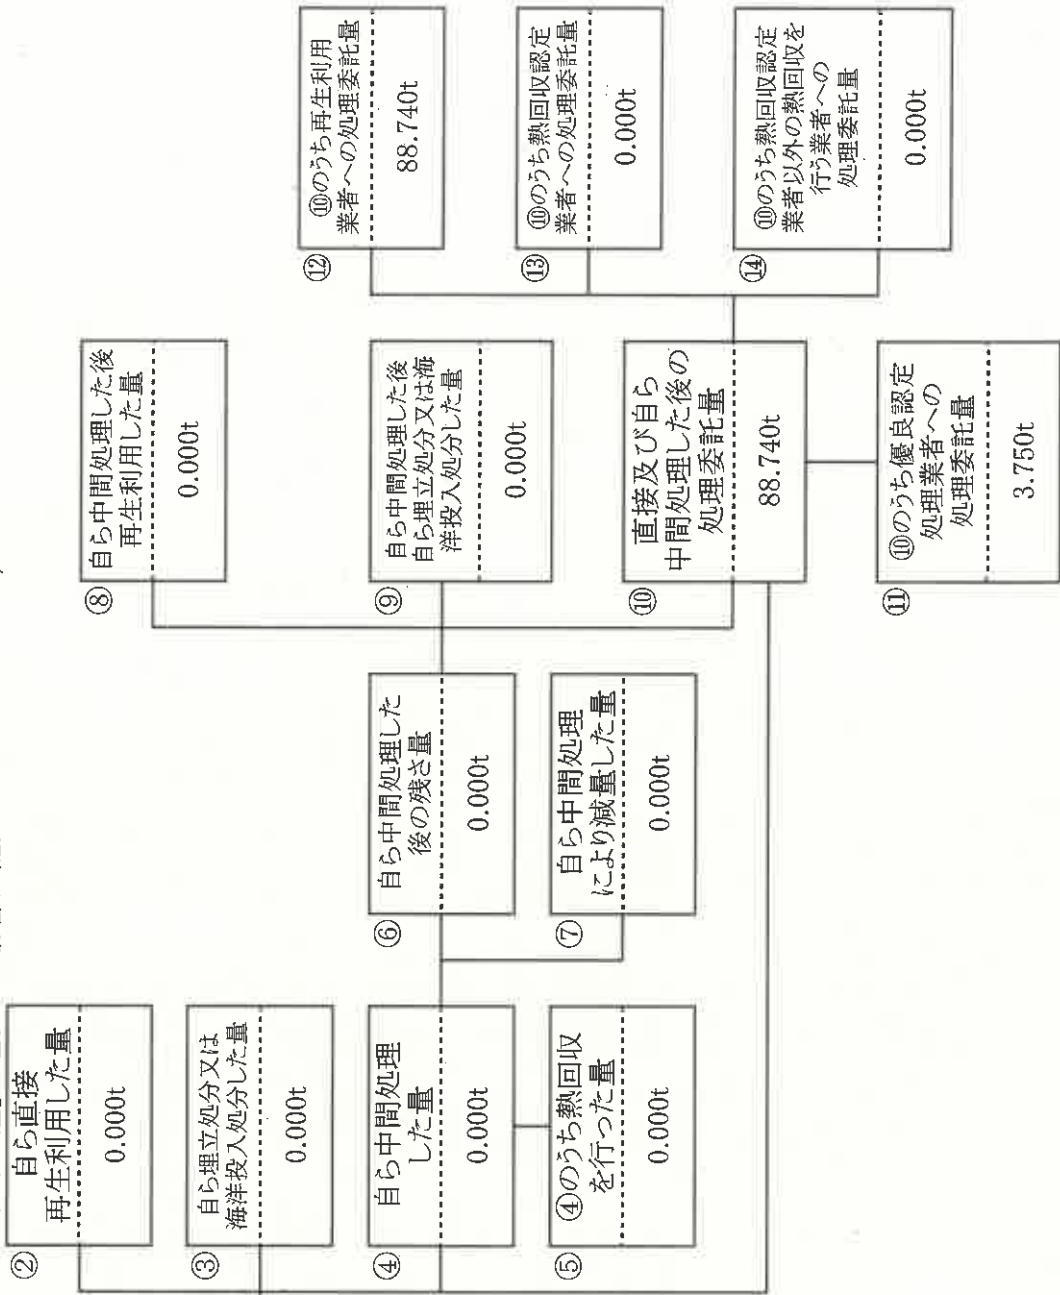 ②
自ら直接
再生利用した量
0.000t
③
自ら埋立処分又は
海洋投入処分した量
0.000t
④
自ら中間処理
した量
0.000t
⑤
④のうち熱回収
を行った量
0.000t
⑥
自ら中間処理した
後の残さ量
0.000t
⑦
自ら中間処理
により減量した量
0.000t
⑧
自ら中間処理した後
再生利用した量
0.000t
⑨
自ら中間処理した後
自ら埋立処分又は海
洋投入処分した量
0.000t
⑩
直接及び自ら
中間処理した後の
処理委託量
88.740t
⑪
⑩のうち優良認定
処理業者への
処理委託量
3.750t
⑫
⑩のうち再生利用
業者への処理委託量
88.740t
⑬
⑩のうち熱回収認定
業者への処理委託量
0.000t
⑭
⑩のうち熱回収認定
業者以外の熱回収を
行う業者への
処理委託量
0.000t